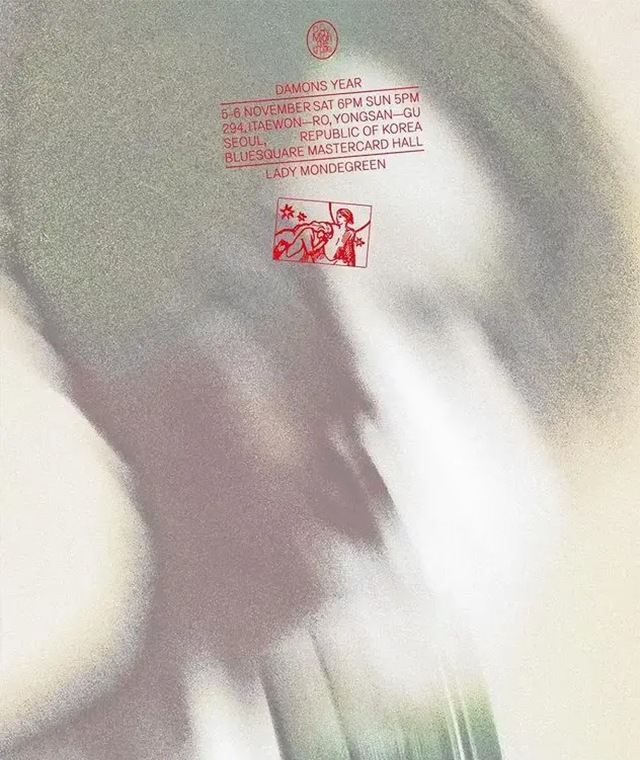 DAMONS YEAR
5-6 NOVEMBER SAT 6PM SUN 5PM
294, ITAEWON—RO, YONGSAN—GU
SEOUL, REPUBLIC OF KOREA
BLUESQUARE MASTERCARD HALL
LADY MONDEGREEN